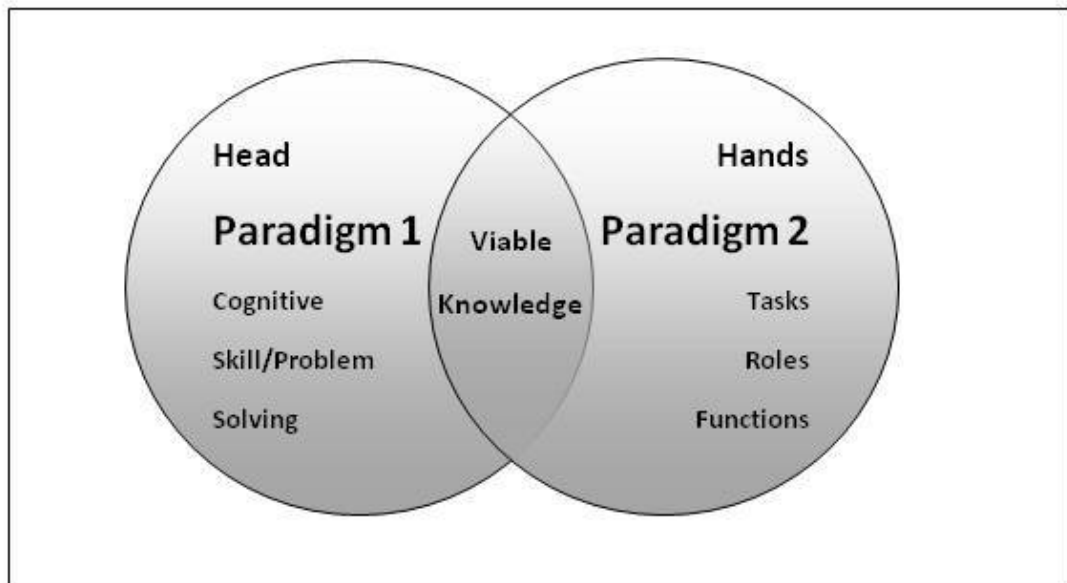 Head
Paradigm 1
Cognitive
Skill/Problem
Solving
Viable
Knowledge
Hands
Paradigm 2
Tasks
Roles
Functions